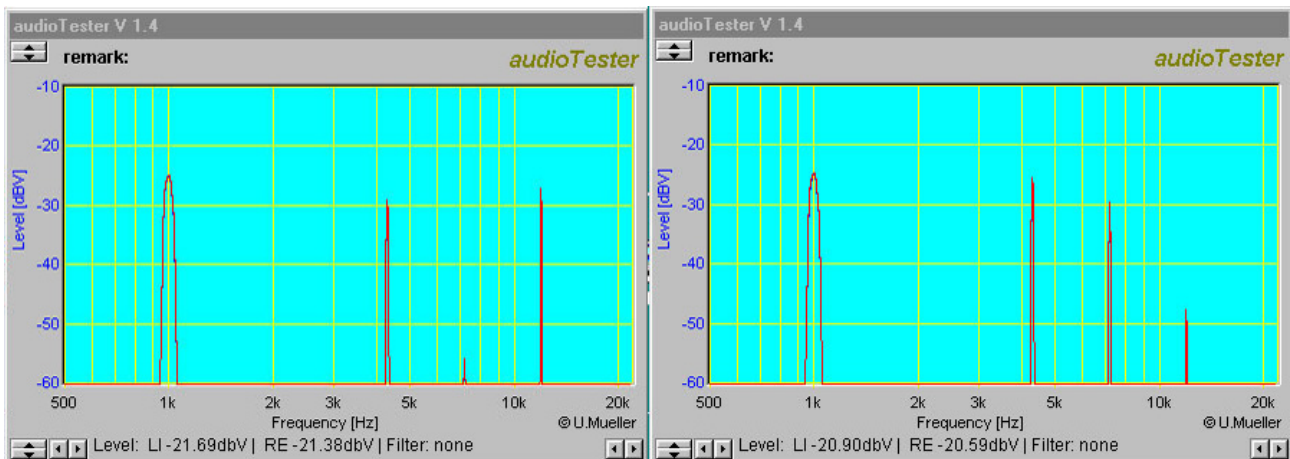 audioTester V 1.4
remark:
audioTester
-10
-20
-30
-40
-50
-60
Level [dBV]
500 1k 2k 3k 5k 10k 20k
Frequency [Hz]
© U.Mueller
Level: LI -21.69dbV | RE -21.38dbV | Filter: none
audioTester V 1.4
remark:
audioTester
-10
-20
-30
-40
-50
-60
Level [dBV]
500 1k 2k 3k 5k 10k 20k
Frequency [Hz]
© U.Mueller
Level: LI -20.90dbV | RE -20.59dbV | Filter: none